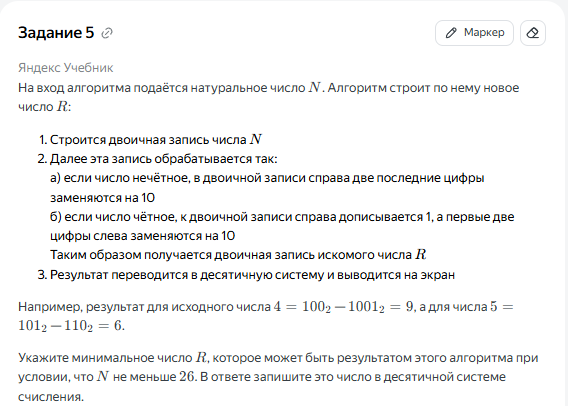 Задание 5
Маркер
Яндекс Учебник
На вход алгоритма подаётся натуральное число N. Алгоритм строит по нему новое
число R:
1. Строится двоичная запись числа N
2. Далее эта запись обрабатывается так:
а) если число нечётное, в двоичной записи справа две последние цифры
заменяются на 10
б) если число чётное, к двоичной записи справа дописывается 1, а первые две
цифры слева заменяются на 10
Таким образом получается двоичная запись искомого числа R
3. Результат переводится в десятичную систему и выводится на экран
Например, результат для исходного числа 4 = 100₂ — 1001₂ = 9, а для числа 5 =
101₂ — 110₂ = 6.
Укажите минимальное число R, которое может быть результатом этого алгоритма при
условии, что N не меньше 26. В ответе запишите это число в десятичной системе
счисления.